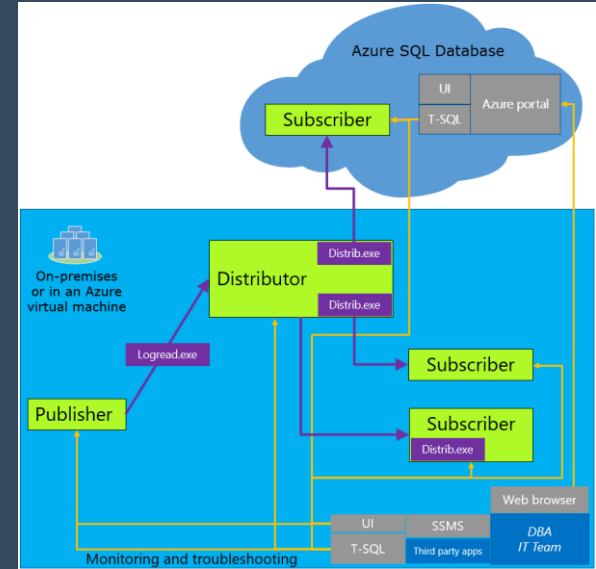 Azure SQL Database
UI
T-SQL
Azure portal
Subscriber
On-premises
or in an Azure
virtual machine
Distrib.exe
Distributor
Distrib.exe
Logread.exe
Subscriber
Publisher
Subscriber
Distrib.exe
Web browser
UI
SSMS
DBA
IT Team
T-SQL
Third party apps
Monitoring and troubleshooting